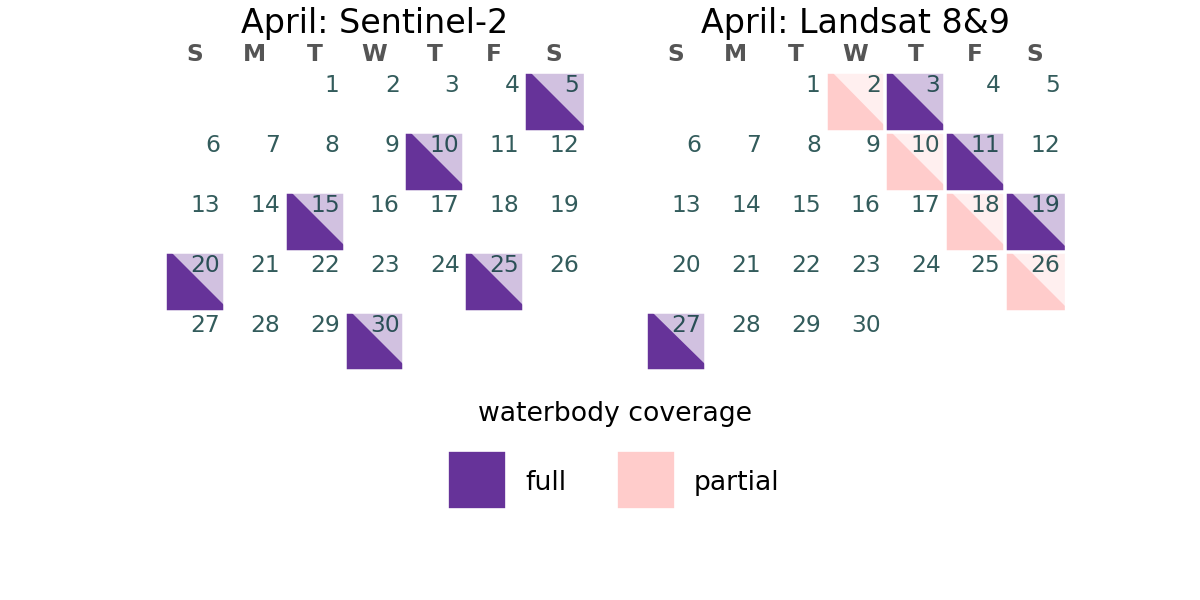 April: Sentinel-2
S M T W T F S
1 2 3 4 5
6 7 8 9 10 11 12
13 14 15 16 17 18 19
20 21 22 23 24 25 26
27 28 29 30
April: Landsat 8&9
S M T W T F S
1 2 3 4 5
6 7 8 9 10 11 12
13 14 15 16 17 18 19
20 21 22 23 24 25 26
27 28 29 30
waterbody coverage
full partial